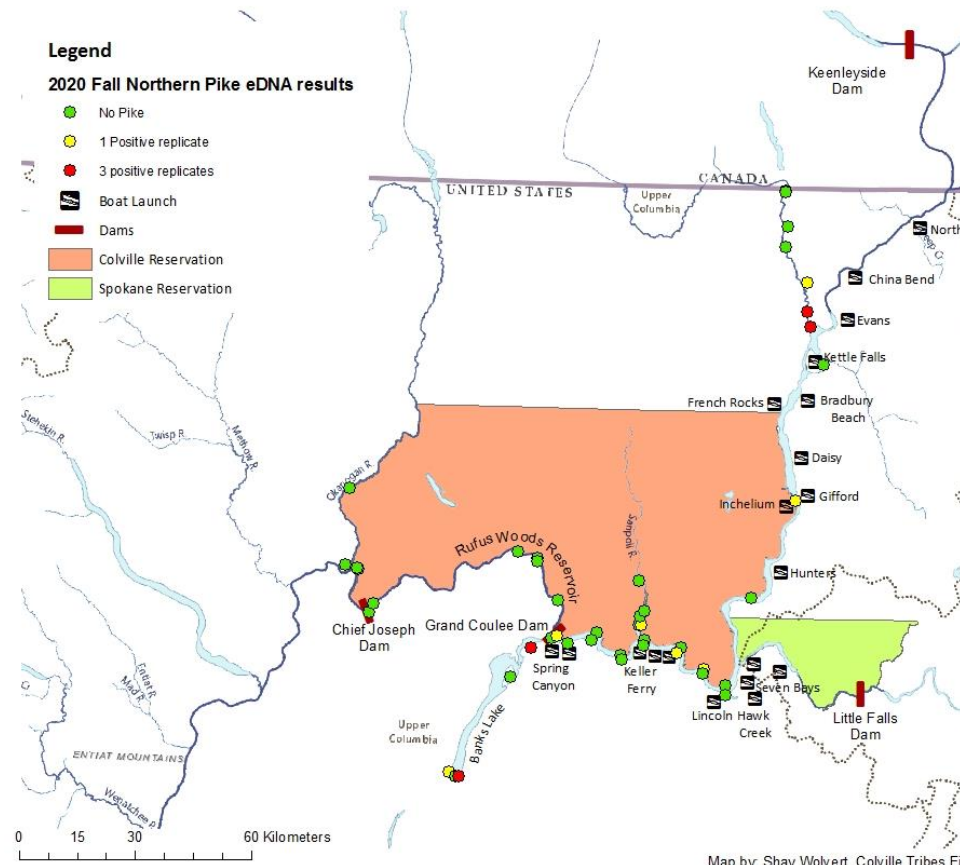 Legend
2020 Fall Northern Pike eDNA results
No Pike
1 Positive replicate
3 positive replicates
Boat Launch
Dams
Colville Reservation
Spokane Reservation
Keenleyside
Dam
CANADA
UNITED STATES
Upper
Columbia
North
China Bend
Evans
Kettle Falls
French Rocks
Bradbury
Beach
Daisy
Inchelium
Gifford
Hunters
Stehekin R.
Twisp R.
Methow R.
Okanogan R.
Sanpoil R.
Rufus Woods Reservoir
Chief Joseph
Dam
Grand Coulee Dam
Spring
Canyon
Keller
Ferry
Seven Bays
Lincoln
Hawk
Creek
Little Falls
Dam
Banks Lake
Upper
Columbia
Entiat R.
Mad R.
ENTIAT MOUNTAINS
Wenatchee R.
0 15 30 60 Kilometers
Map by: Shay Wolvert, Colville Tribes